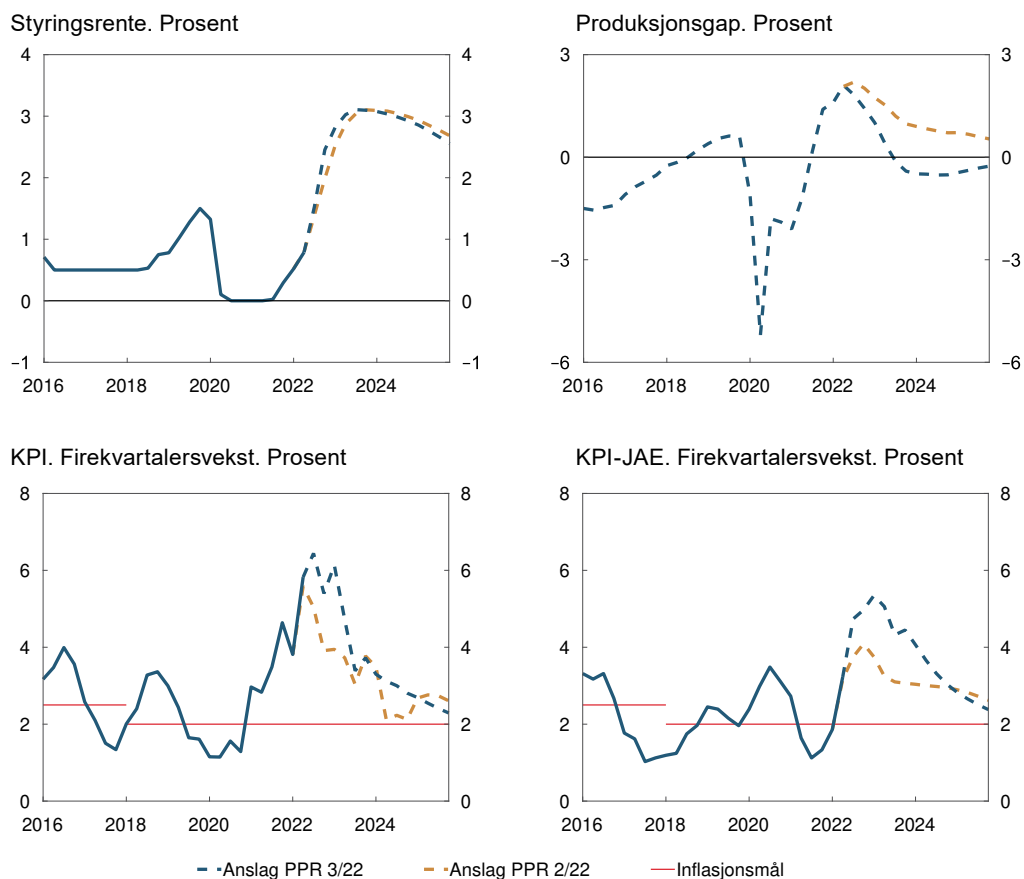 Styringsrente. Prosent
4 4
3 3
2 2
1 1
0 0
−1 −1
2016 2018 2020 2022 2024
Produksjonsgap. Prosent
3 3
0 0
−3 −3
−6 −6
2016 2018 2020 2022 2024
KPI. Firekvartalersvekst. Prosent
8 8
6 6
4 4
2 2
0 0
2016 2018 2020 2022 2024
KPI-JAE. Firekvartalersvekst. Prosent
8 8
6 6
4 4
2 2
0 0
2016 2018 2020 2022 2024
Anslag PPR 3/22 Anslag PPR 2/22 Inflasjonsmål